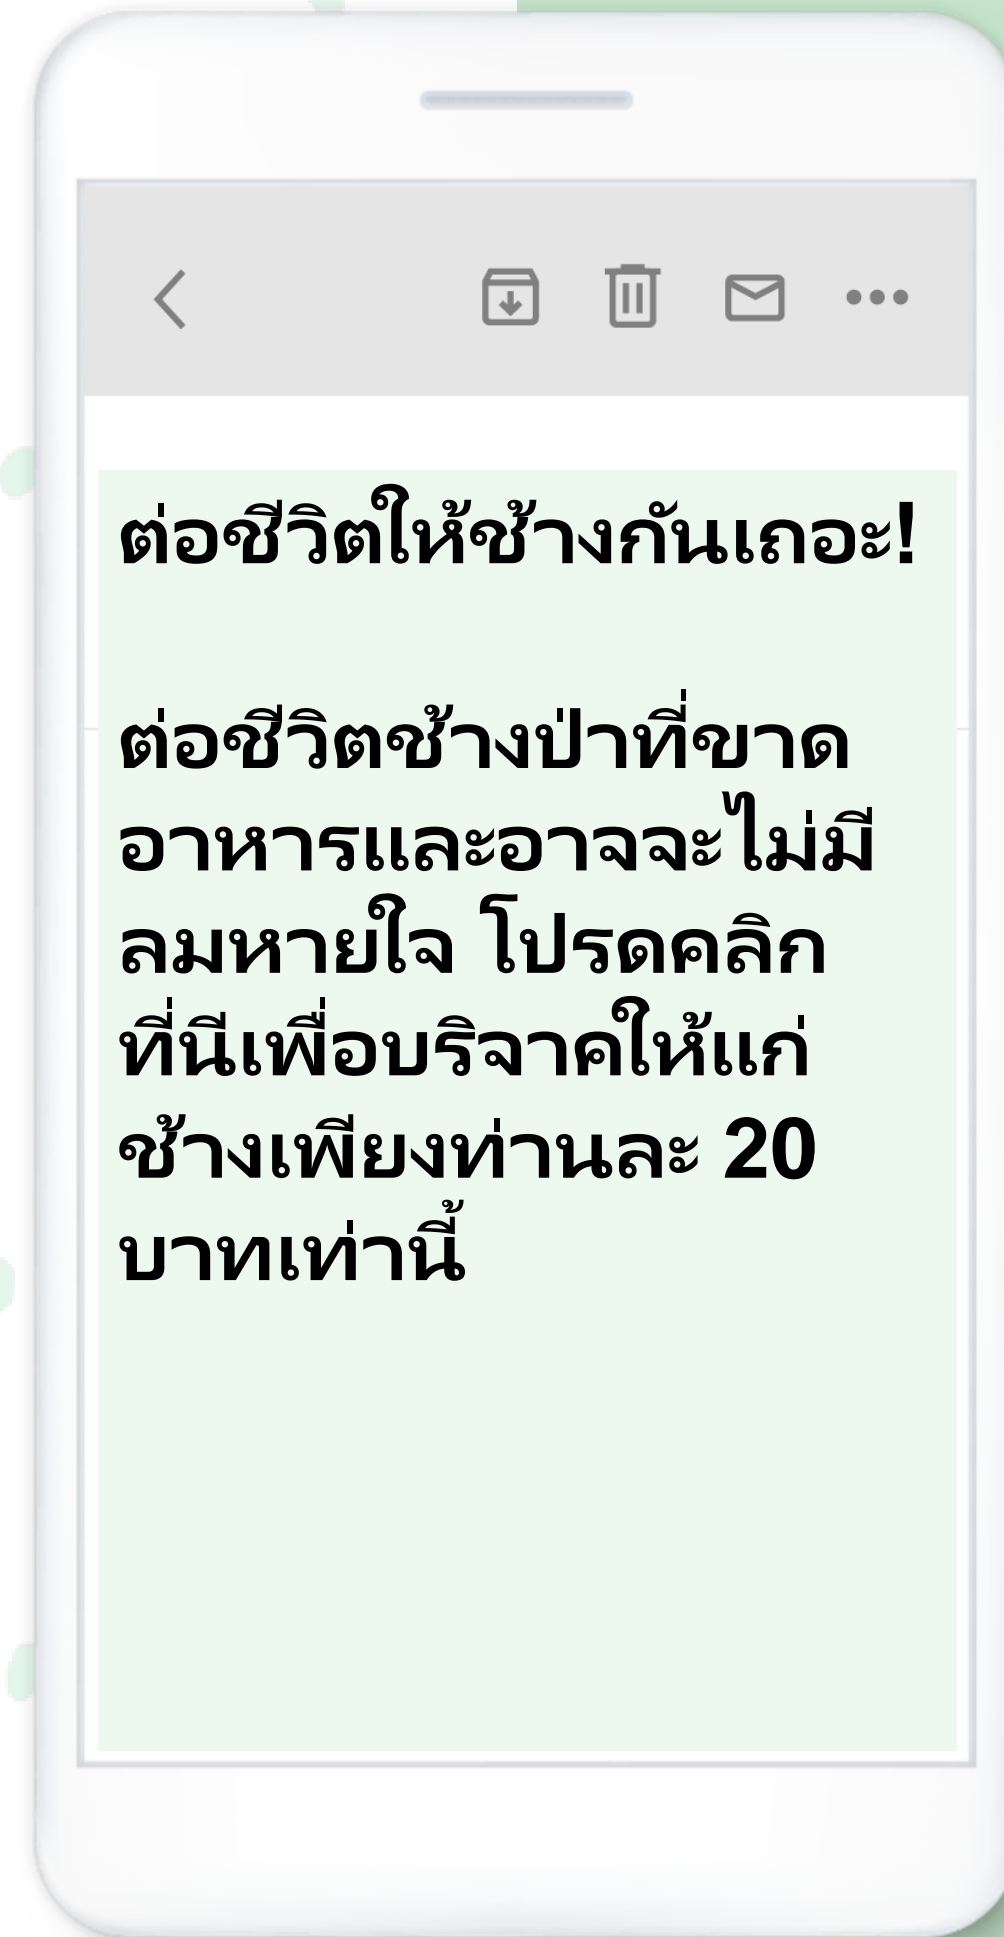 ต่อชีวิตให้ช้างกันเถอะ!
ต่อชีวิตช้างป่าที่ขาด
อาหารและอาจจะไม่มี
ลมหายใจ โปรดคลิก
ที่นีเพื่อบริจาคให้แก่
ช้างเพียงท่านละ 20
บาทเท่านี้